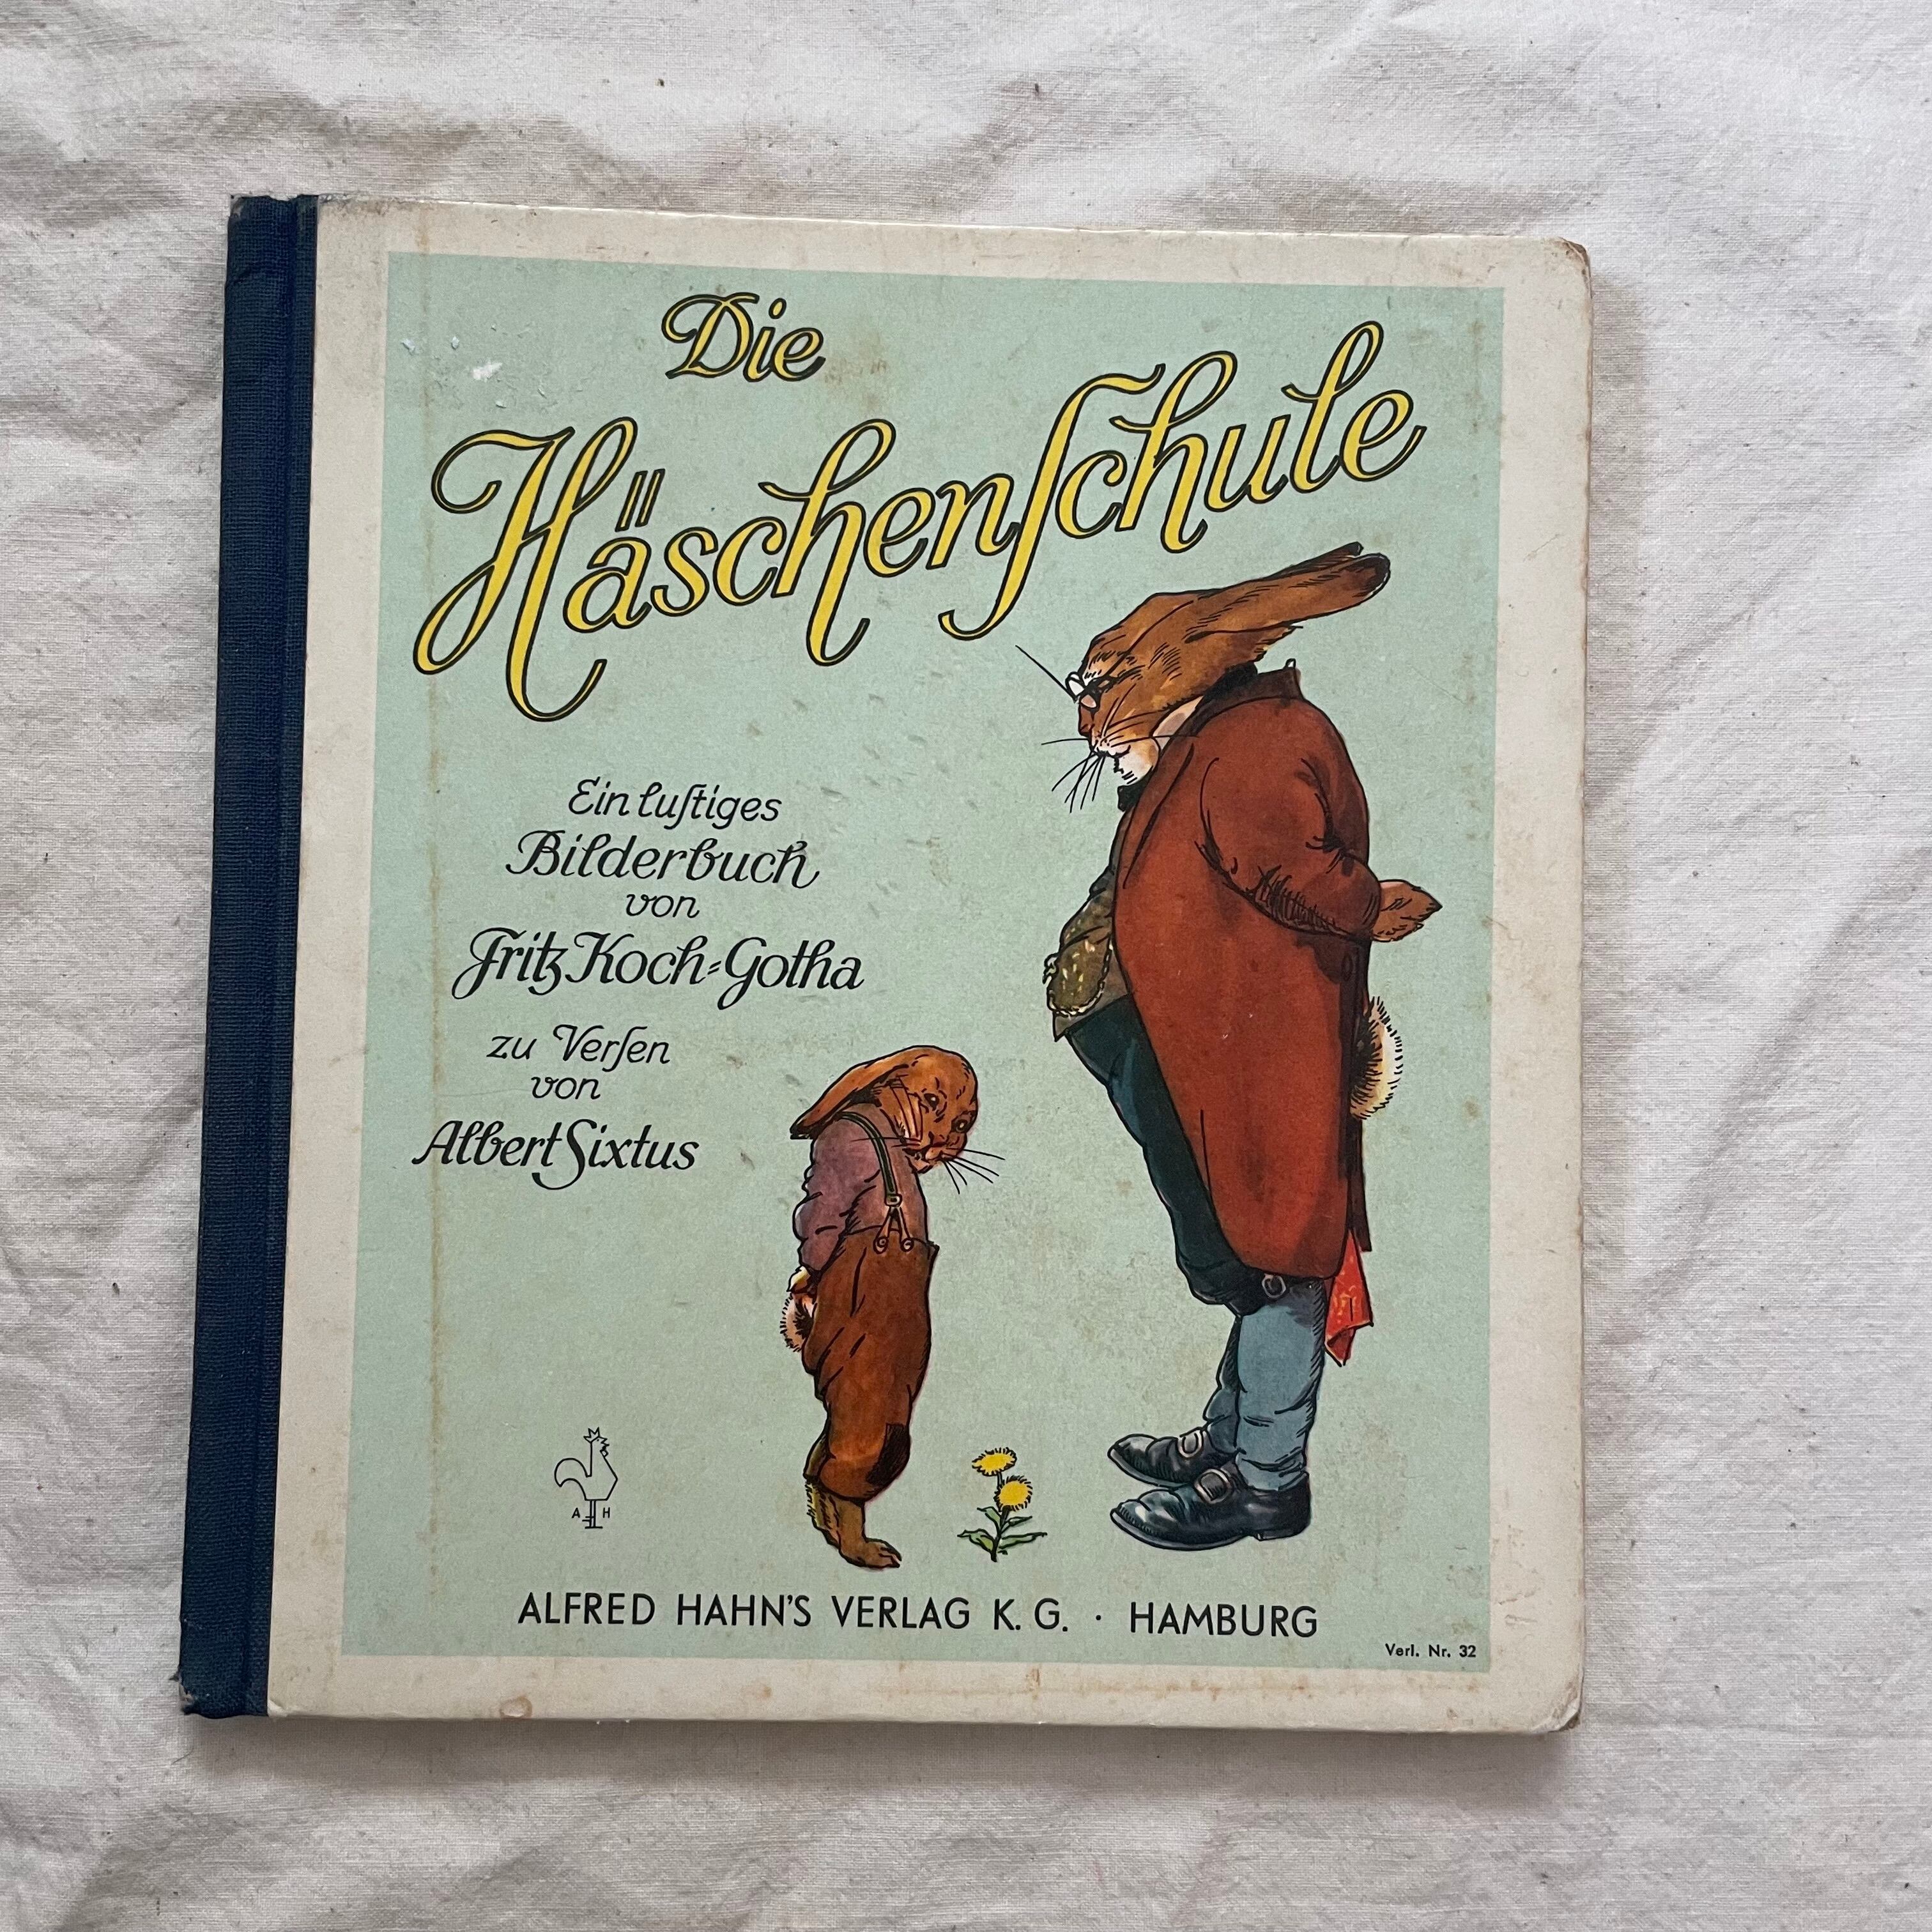 Die
Häschenſchule
Ein luſtiges
Bilderbuch
von
Fritz Koch⸗Gotha
zu Verſen
von
Albert Sixtus
A H
ALFRED HAHN'S VERLAG K. G. · HAMBURG
Verl. Nr. 32